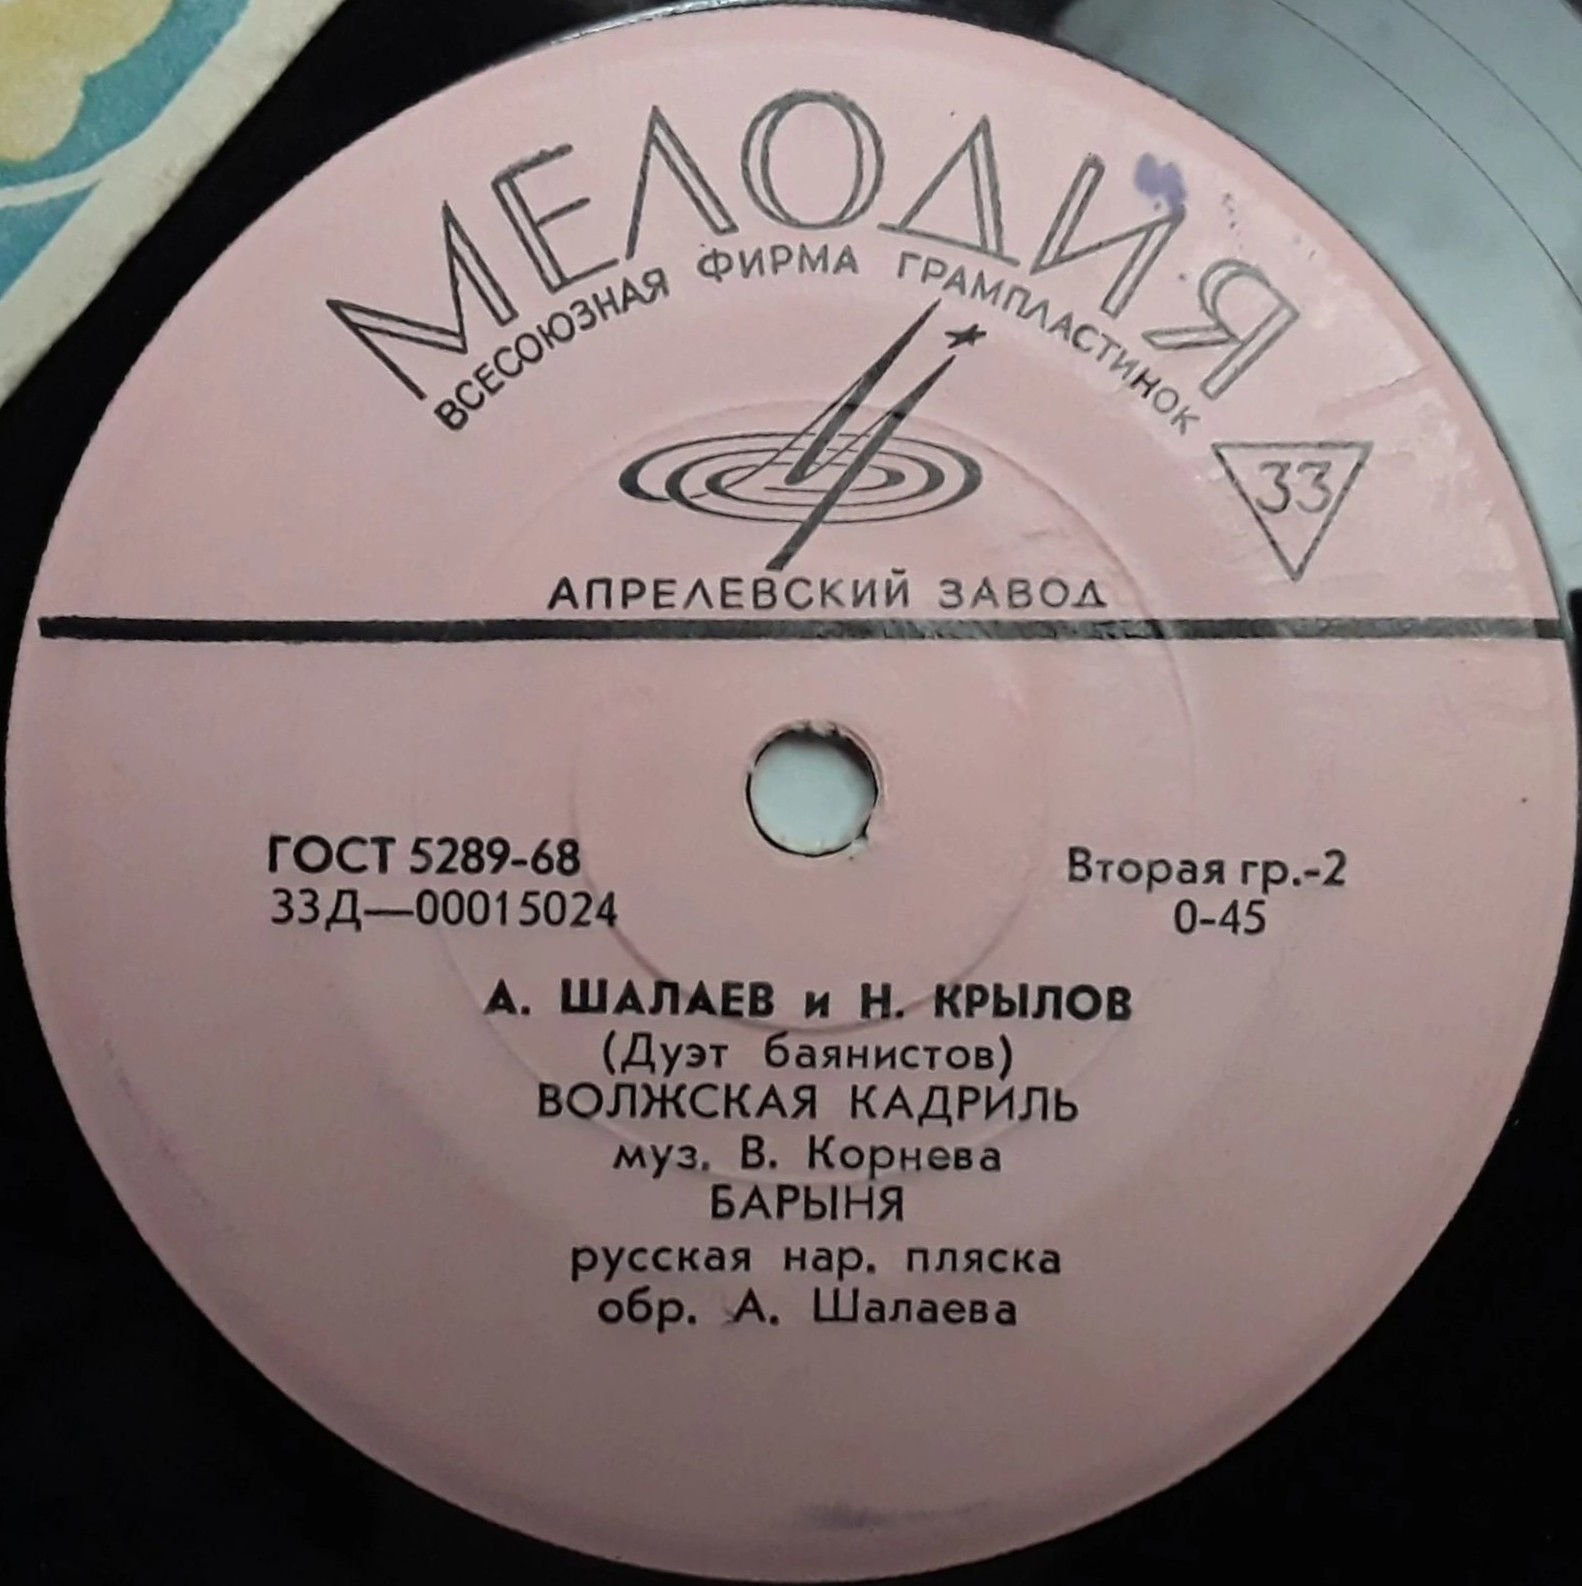 МЕЛОДИЯ
ВСЕСОЮЗНАЯ ФИРМА ГРАМПЛАСТИНОК
33
АПРЕЛЕВСКИЙ ЗАВОД
ГОСТ 5289-68
33Д—00015024
Вторая гр.-2
0-45
А. ШАЛАЕВ и Н. КРЫЛОВ
(Дуэт баянистов)
ВОЛЖСКАЯ КАДРИЛЬ
муз. В. Корнева
БАРЫНЯ
русская нар. пляска
обр. А. Шалаева